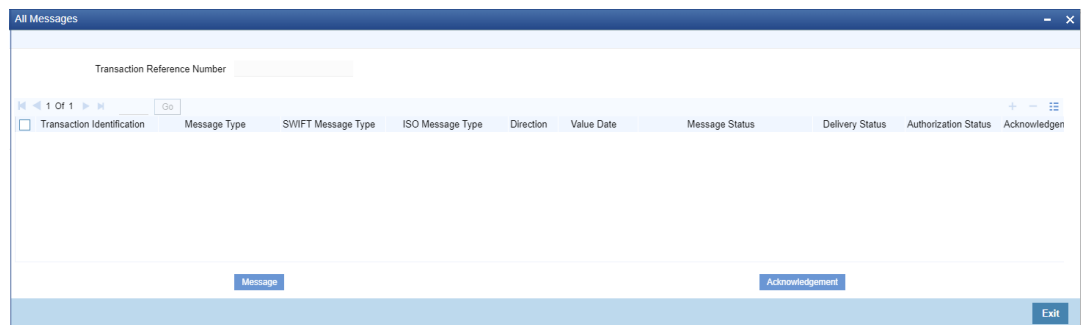 All Messages
Transaction Reference Number
1 Of 1 Go
Transaction Identification Message Type SWIFT Message Type ISO Message Type Direction Value Date Message Status Delivery Status Authorization Status Acknowledgen
Message Acknowledgement
Exit